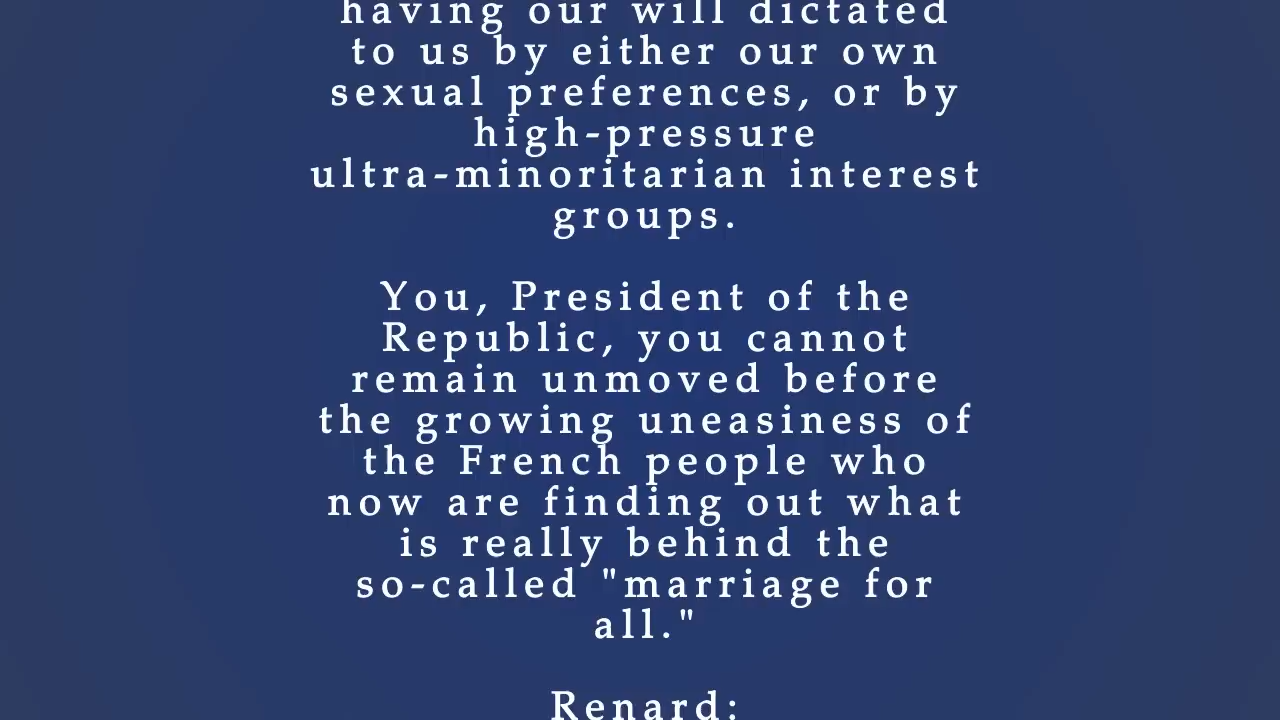 having our will dictated
to us by either our own
sexual preferences, or by
high-pressure
ultra-minoritarian interest
groups.
You, President of the
Republic, you cannot
remain unmoved before
the growing uneasiness of
the French people who
now are finding out what
is really behind the
so-called "marriage for
all."
Renard: